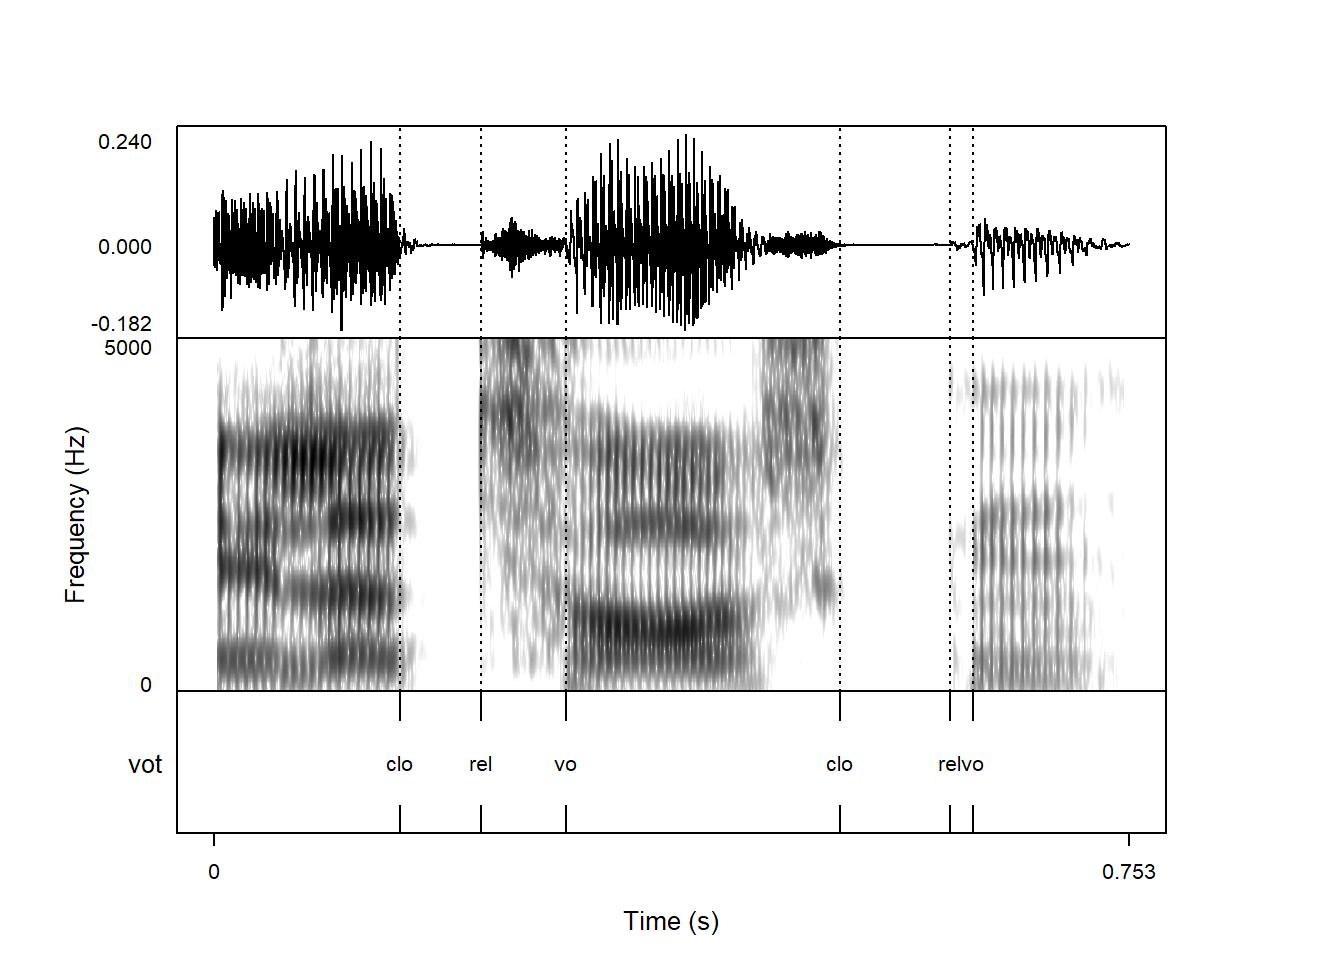 0.240
0.000
-0.182
5000
Frequency (Hz)
0
vot clo rel vo clo relvo
0 0.753
Time (s)